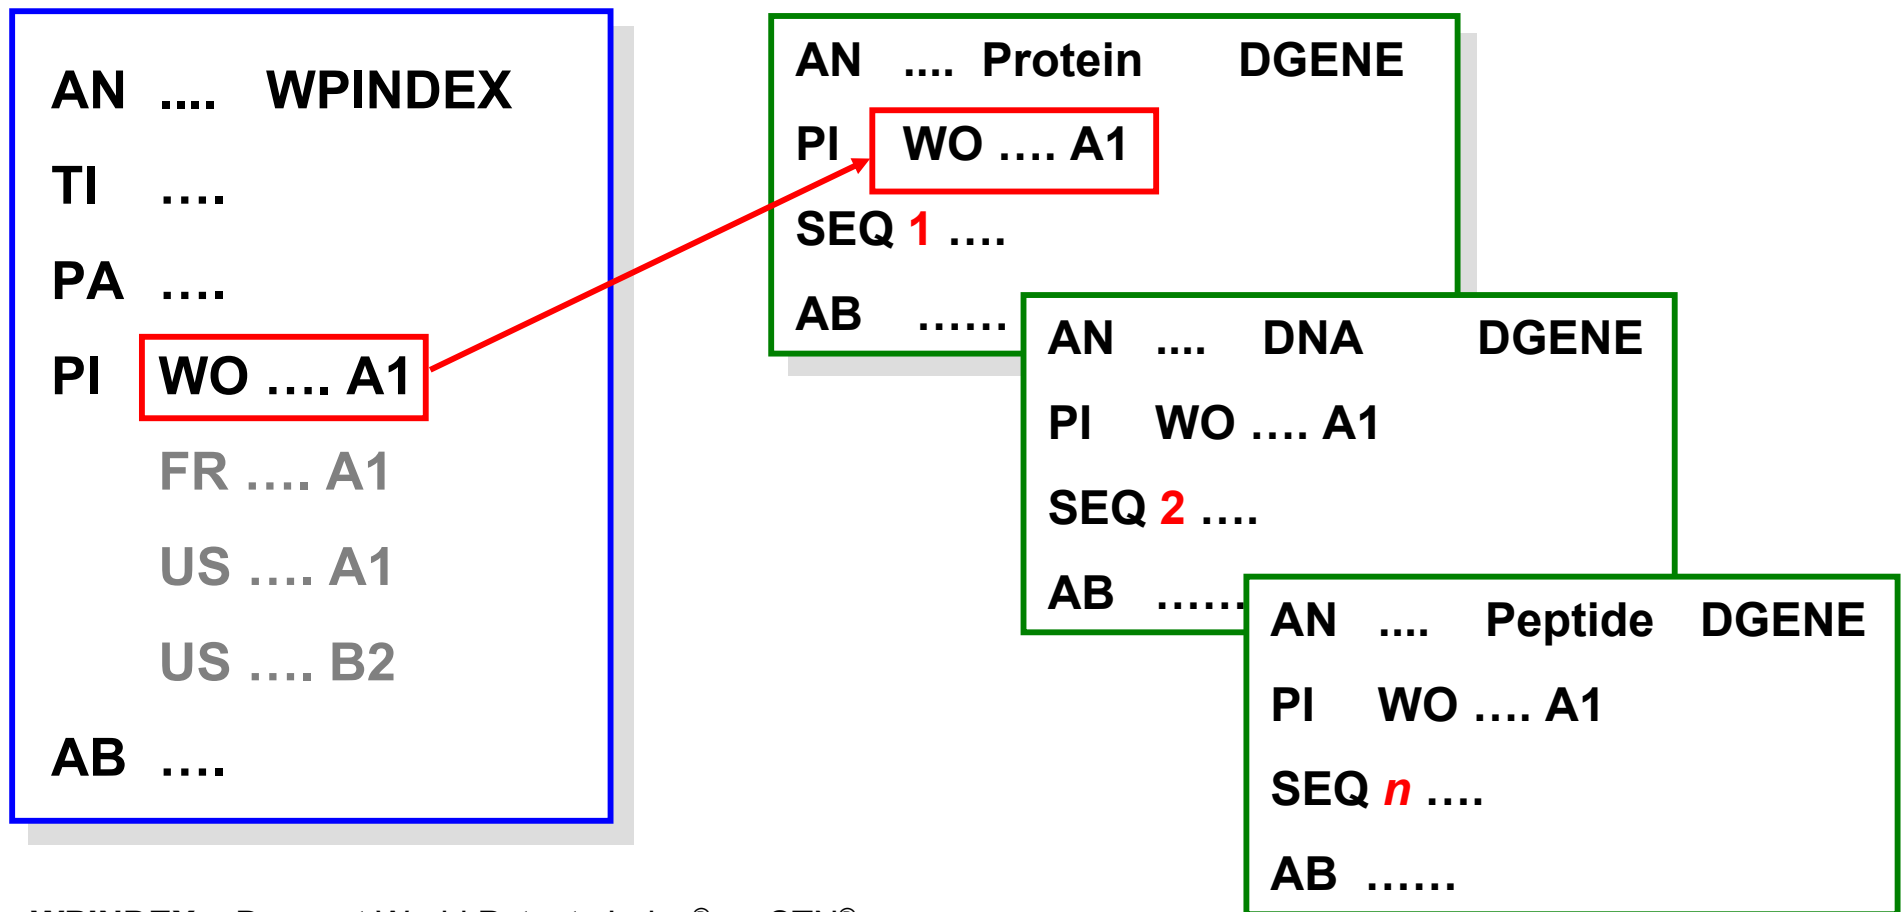 AN .... WPINDEX
TI ....
PA ....
PI WO .... A1
FR .... A1
US .... A1
US .... B2
AB ....
AN .... Protein DGENE
PI WO .... A1
SEQ 1 ....
AB ......
AN .... DNA DGENE
PI WO .... A1
SEQ 2 ....
AB ......
AN .... Peptide DGENE
PI WO .... A1
SEQ n ....
AB ......